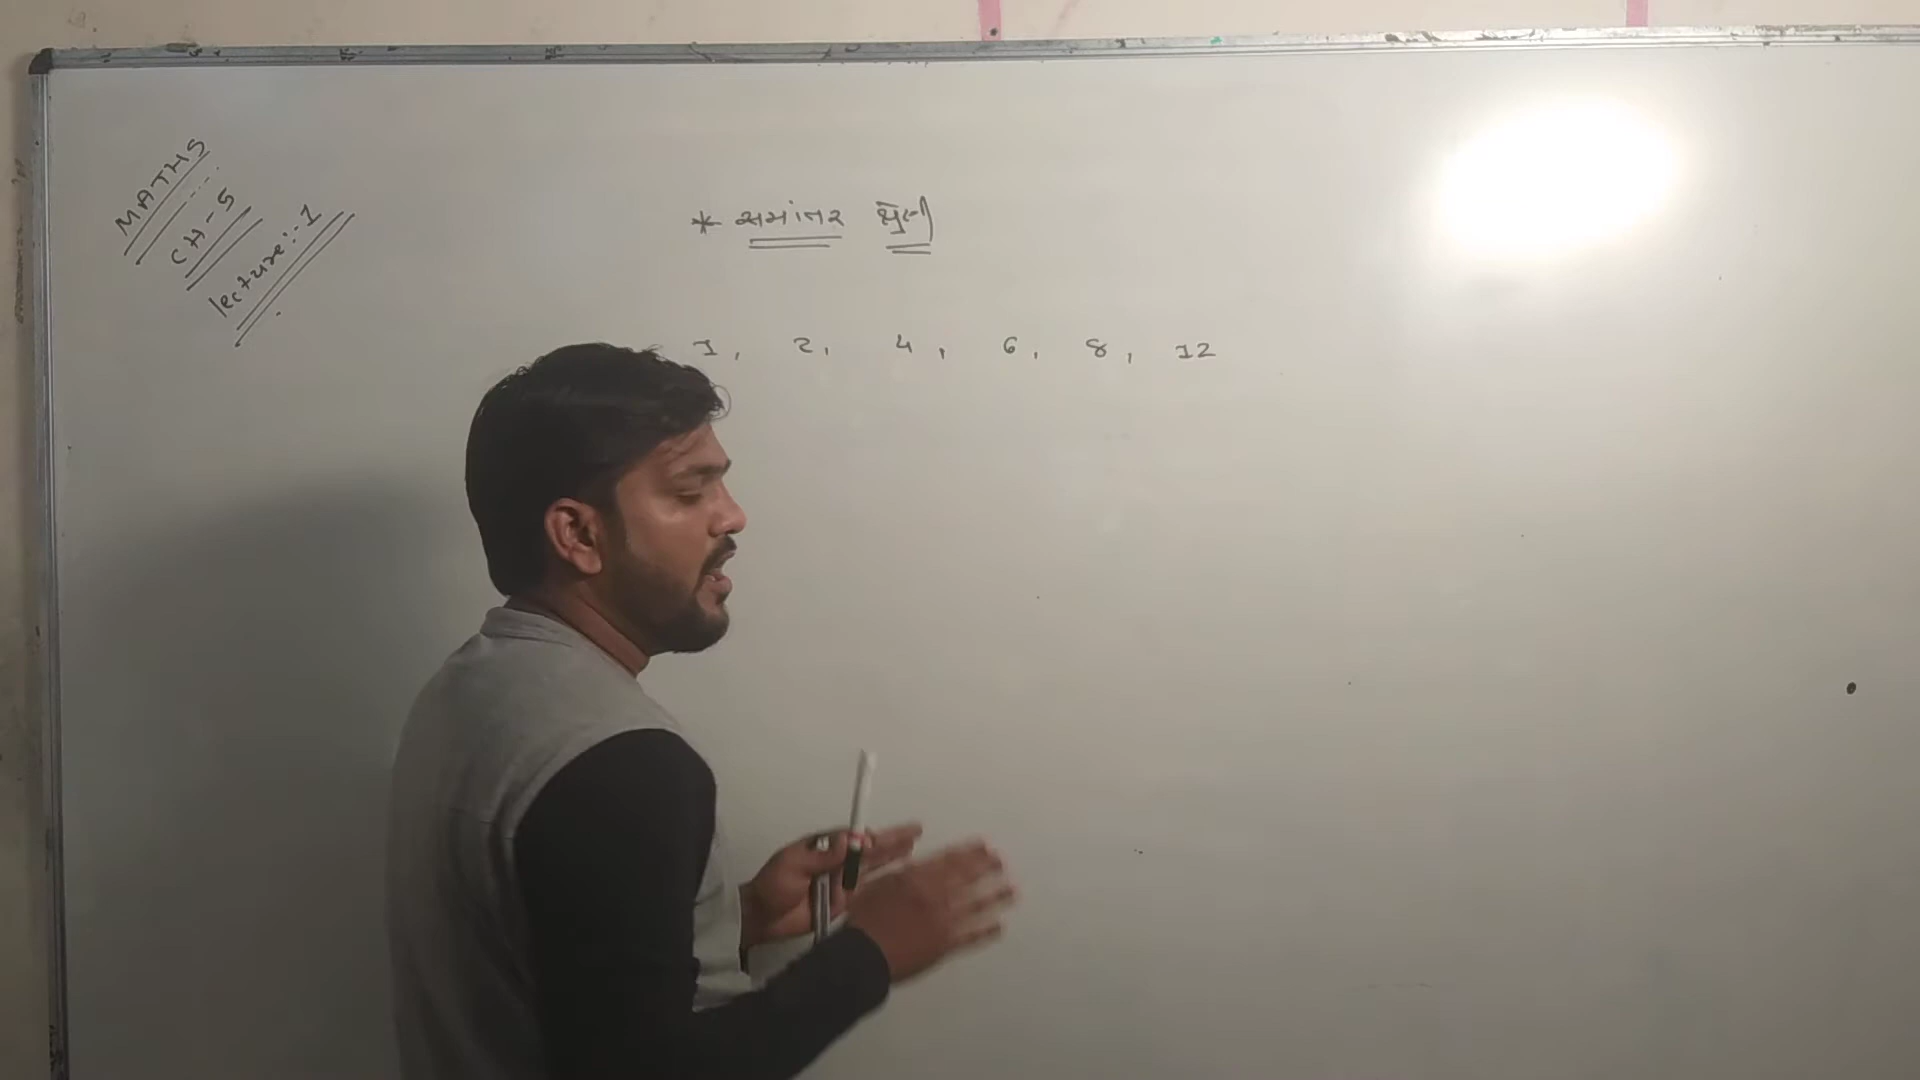 MATHS
CH-5
lecture:-1
* સમાંતર શ્રેણી
1, 2, 4, 6, 8, 12